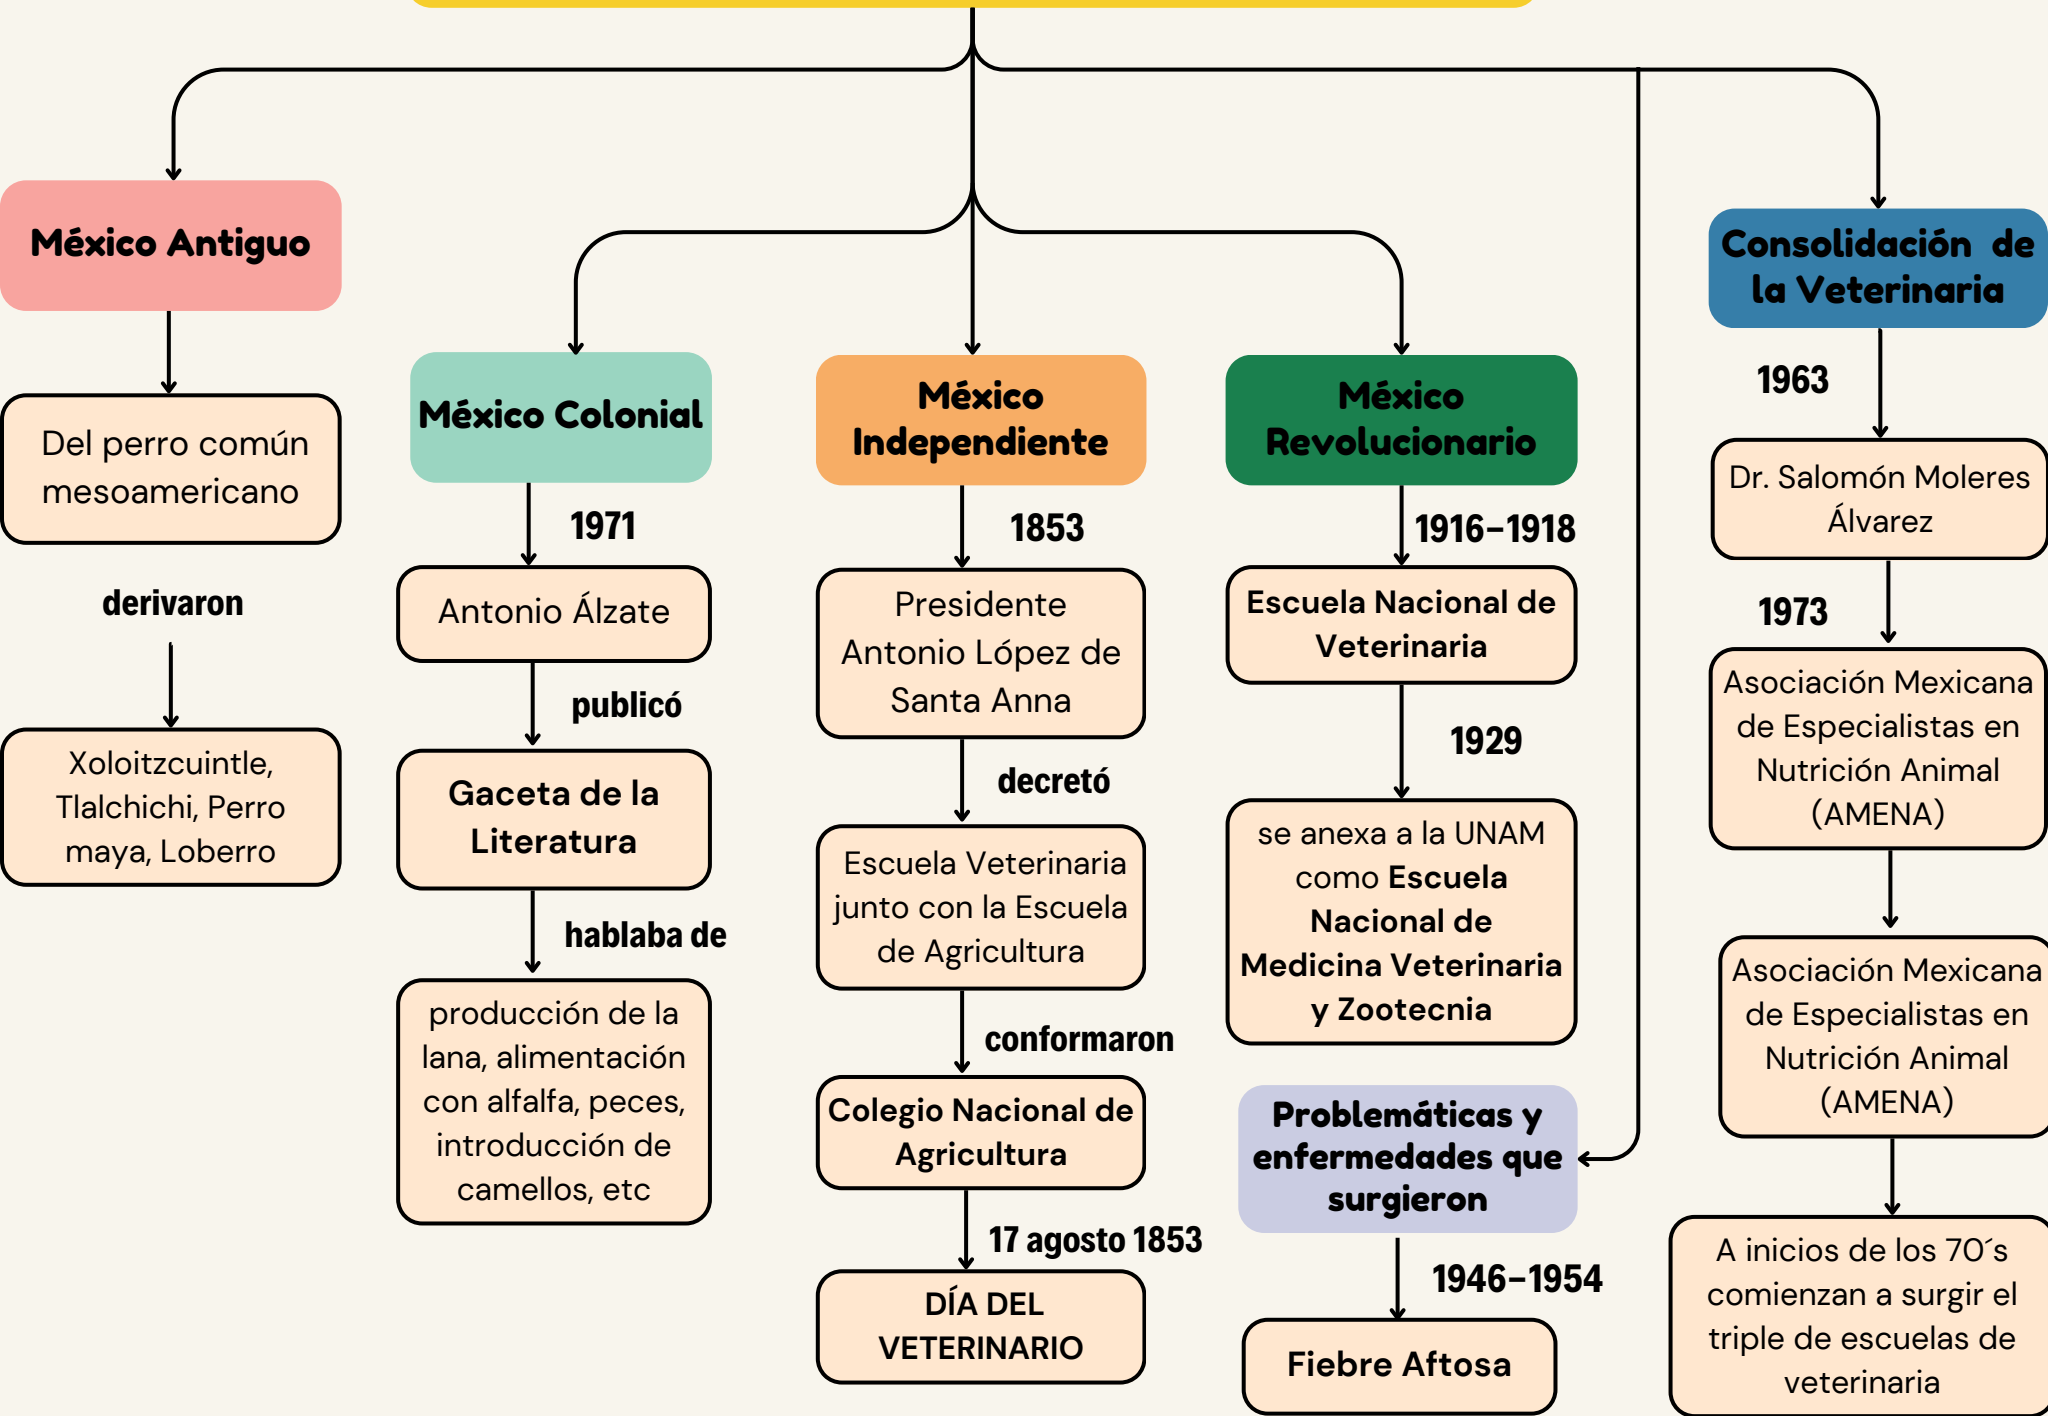 México Antiguo
Del perro común
mesoamericano
derivaron
Xoloitzcuintle,
Tlalchichi, Perro
maya, Loberro
México Colonial
1971
Antonio Álzate
publicó
Gaceta de la
Literatura
hablaba de
producción de la
lana, alimentación
con alfalfa, peces,
introducción de
camellos, etc
México
Independiente
1853
Presidente
Antonio López de
Santa Anna
decretó
Escuela Veterinaria
junto con la Escuela
de Agricultura
conformaron
Colegio Nacional de
Agricultura
17 agosto 1853
DÍA DEL
VETERINARIO
México
Revolucionario
1916-1918
Escuela Nacional de
Veterinaria
1929
se anexa a la UNAM
como Escuela
Nacional de
Medicina Veterinaria
y Zootecnia
Problemáticas y
enfermedades que
surgieron
1946-1954
Fiebre Aftosa
Consolidación de
la Veterinaria
1963
Dr. Salomón Moleres
Álvarez
1973
Asociación Mexicana
de Especialistas en
Nutrición Animal
(AMENA)
Asociación Mexicana
de Especialistas en
Nutrición Animal
(AMENA)
A inicios de los 70´s
comienzan a surgir el
triple de escuelas de
veterinaria